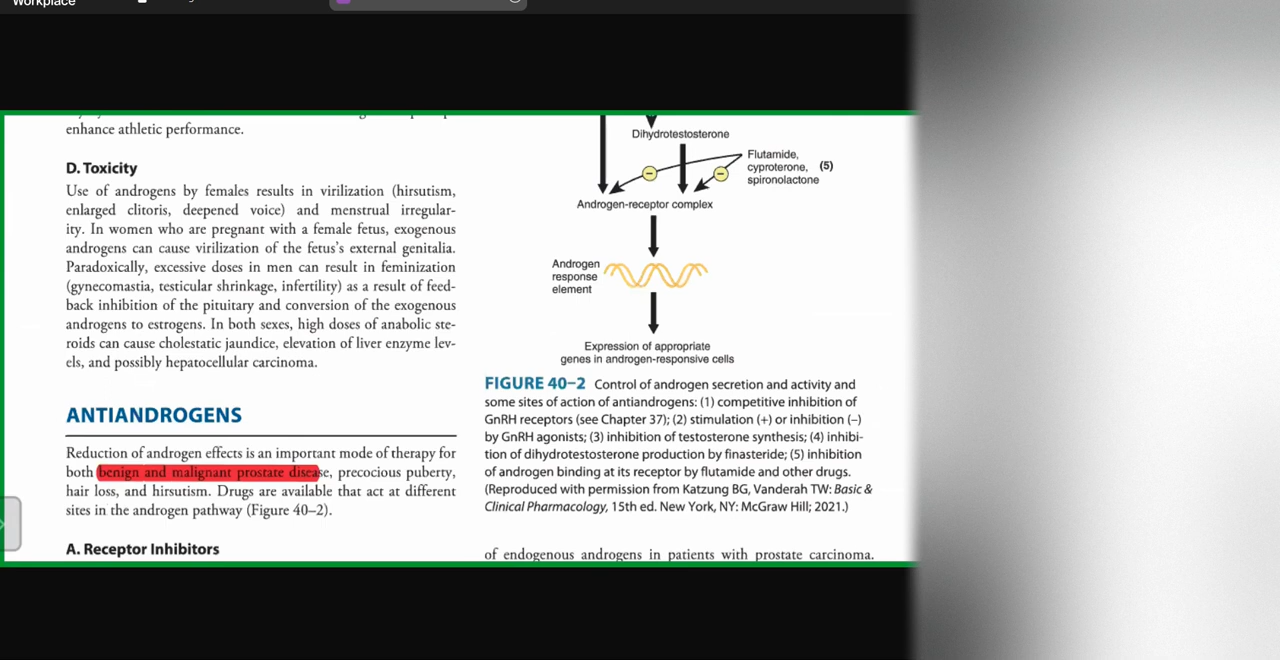 Workplace
enhance athletic performance.
D. Toxicity
Use of androgens by females results in virilization (hirsutism,
enlarged clitoris, deepened voice) and menstrual irregular-
ity. In women who are pregnant with a female fetus, exogenous
androgens can cause virilization of the fetus's external genitalia.
Paradoxically, excessive doses in men can result in feminization
(gynecomastia, testicular shrinkage, infertility) as a result of feed-
back inhibition of the pituitary and conversion of the exogenous
androgens to estrogens. In both sexes, high doses of anabolic ste-
roids can cause cholestatic jaundice, elevation of liver enzyme lev-
els, and possibly hepatocellular carcinoma.
ANTIANDROGENS
Reduction of androgen effects is an important mode of therapy for
both benign and malignant prostate disease, precocious puberty,
hair loss, and hirsutism. Drugs are available that act at different
sites in the androgen pathway (Figure 40–2).
A. Receptor Inhibitors
Dihydrotestosterone
Flutamide,
cyproterone, (5)
spironolactone
Androgen-receptor complex
Androgen
response
element
Expression of appropriate
genes in androgen-responsive cells
FIGURE 40–2 Control of androgen secretion and activity and
some sites of action of antiandrogens: (1) competitive inhibition of
GnRH receptors (see Chapter 37); (2) stimulation (+) or inhibition (–)
by GnRH agonists; (3) inhibition of testosterone synthesis; (4) inhibi-
tion of dihydrotestosterone production by finasteride; (5) inhibition
of androgen binding at its receptor by flutamide and other drugs.
(Reproduced with permission from Katzung BG, Vanderah TW: Basic &
Clinical Pharmacology, 15th ed. New York, NY: McGraw Hill; 2021.)
of endogenous androgens in patients with prostate carcinoma.